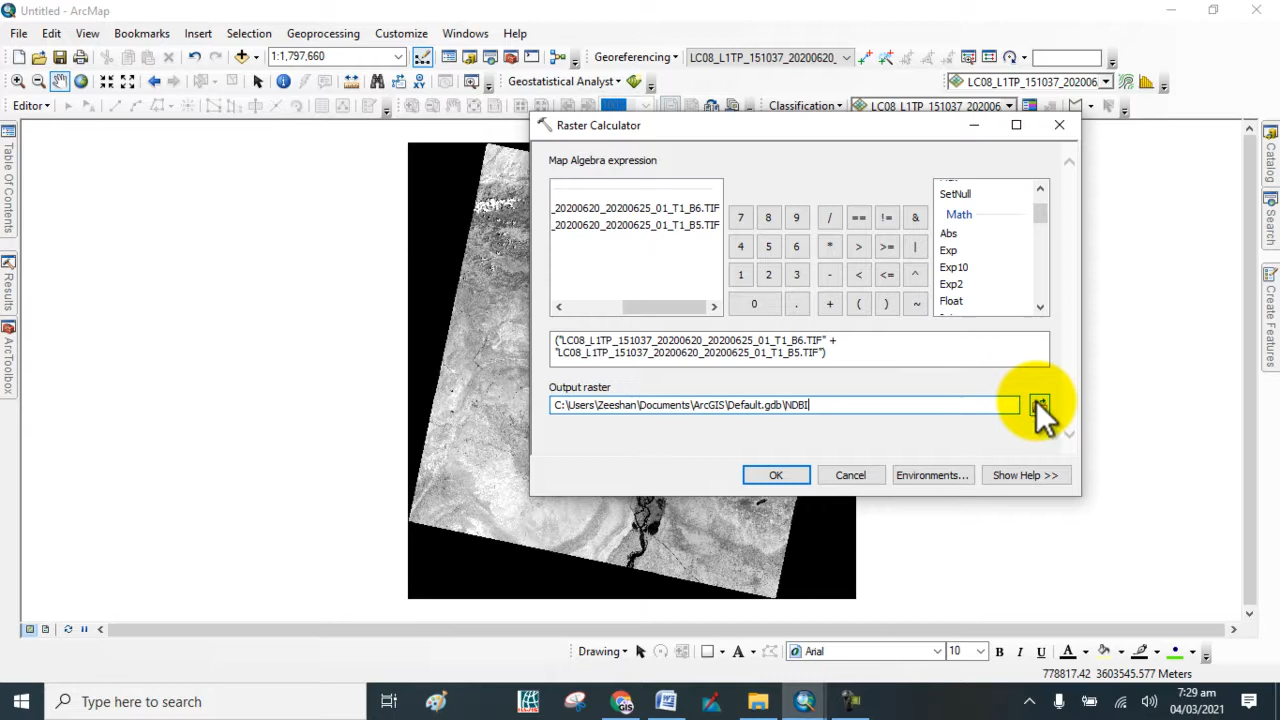 Untitled - ArcMap
File Edit View Bookmarks Insert Selection Geoprocessing Customize Windows Help
1:1,797,660
Georeferencing
LC08_L1TP_151037_20200620_
Geostatistical Analyst
LC08_L1TP_151037_202006
Editor
Classification
LC08_L1TP_151037_202006
Table Of Contents
Results
ArcToolbox
Catalog
Search
Create Features
Raster Calculator
Map Algebra expression
_20200620_20200625_01_T1_B6.TIF
_20200620_20200625_01_T1_B5.TIF
7 8 9 / == != &
4 5 6 * > >= |
1 2 3 - < <= ^
0 . + ( ) ~
SetNull
Math
Abs
Exp
Exp10
Exp2
Float
("LC08_L1TP_151037_20200620_20200625_01_T1_B6.TIF" +
"LC08_L1TP_151037_20200620_20200625_01_T1_B5.TIF")
Output raster
C:\Users\Zeeshan\Documents\ArcGIS\Default.gdb\NDBI
OK Cancel Environments... Show Help >>
Drawing
Arial
10
B I U A
778817.42 3603545.577 Meters
Type here to search
7:29 am
04/03/2021